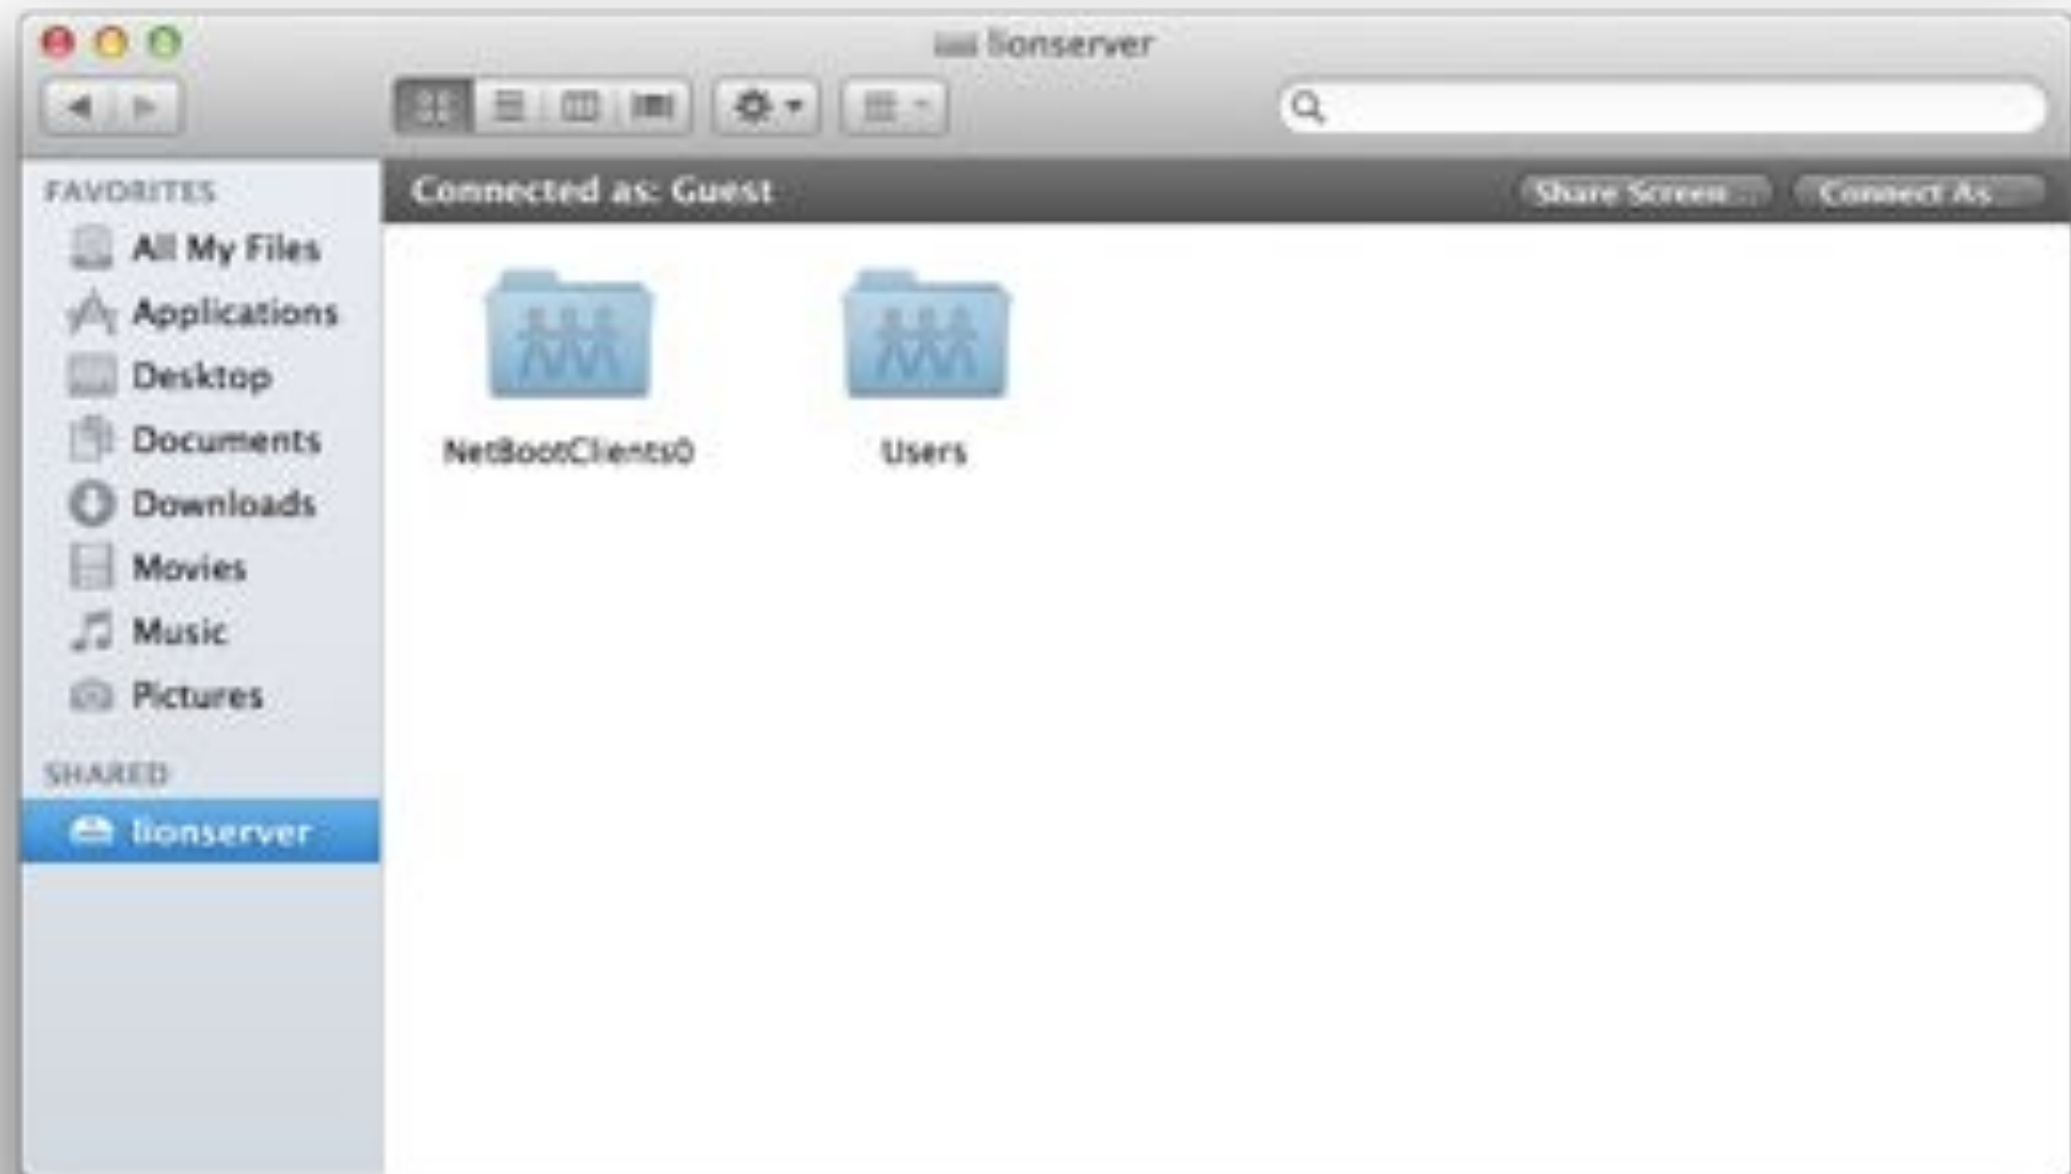 lionserver
FAVORITES
All My Files
Applications
Desktop
Documents
Downloads
Movies
Music
Pictures
SHARED
lionserver
Connected as: Guest
Share Screen...
Connect As...
NetBootClients0
Users